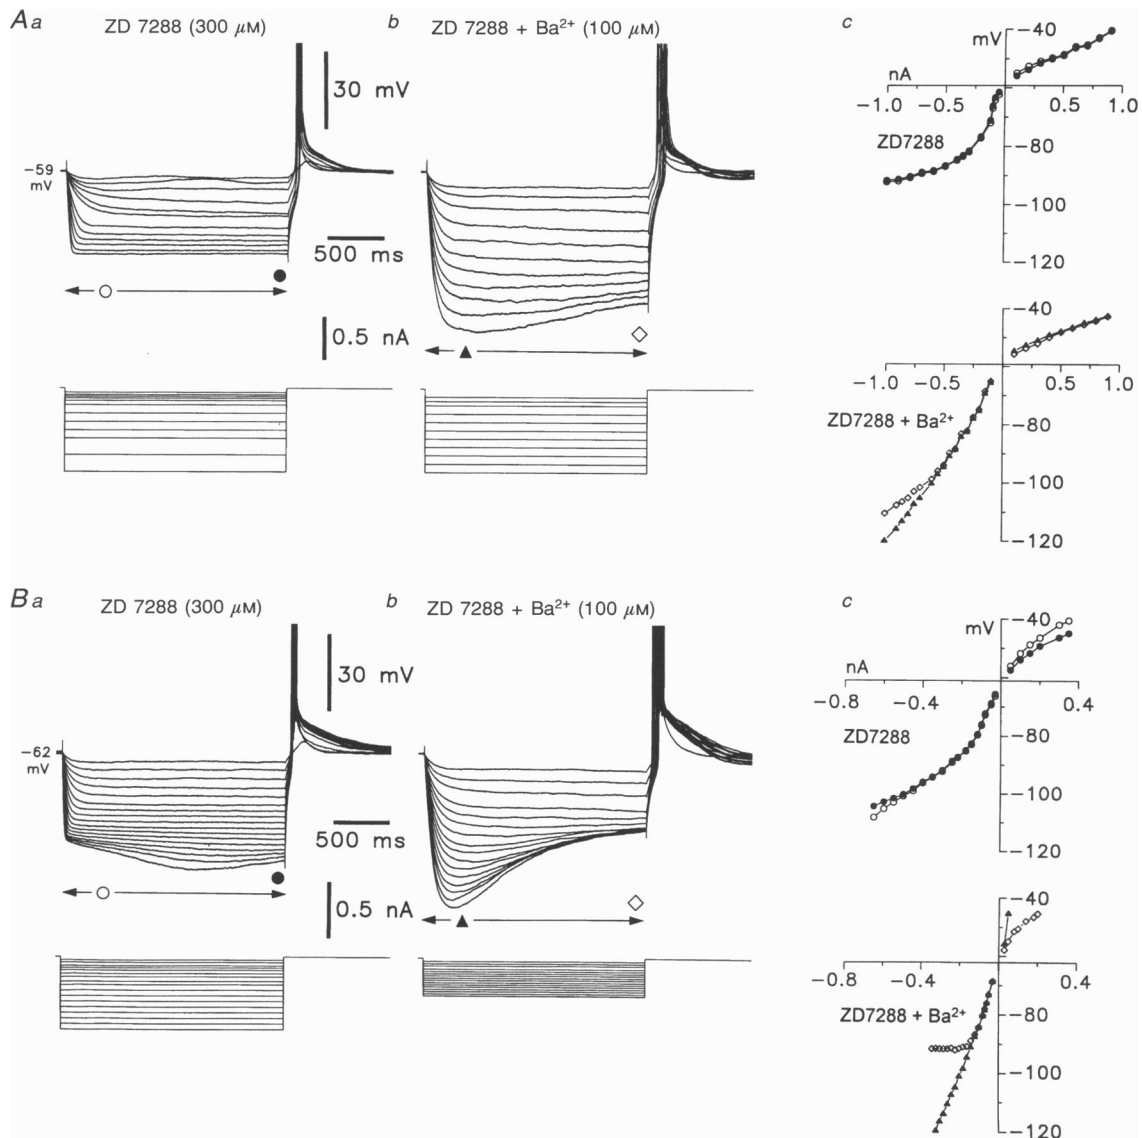 Aa ZD 7288 (300 μM)
b ZD 7288 + Ba²⁺ (100 μM)
c
30 mV
−59
mV
500 ms
0.5 nA
mV −40
nA
−1.0 −0.5 0.5 1.0
ZD7288
−80
−100
−120
−40
−1.0 −0.5 0.5 1.0
ZD7288 + Ba²⁺
−80
−100
−120
Ba ZD 7288 (300 μM)
b ZD 7288 + Ba²⁺ (100 μM)
c
30 mV
−62
mV
500 ms
0.5 nA
mV −40
nA
−0.8 −0.4 0.4
ZD7288
−80
−100
−120
−40
−0.8 −0.4 0.4
ZD7288 + Ba²⁺
−80
−100
−120